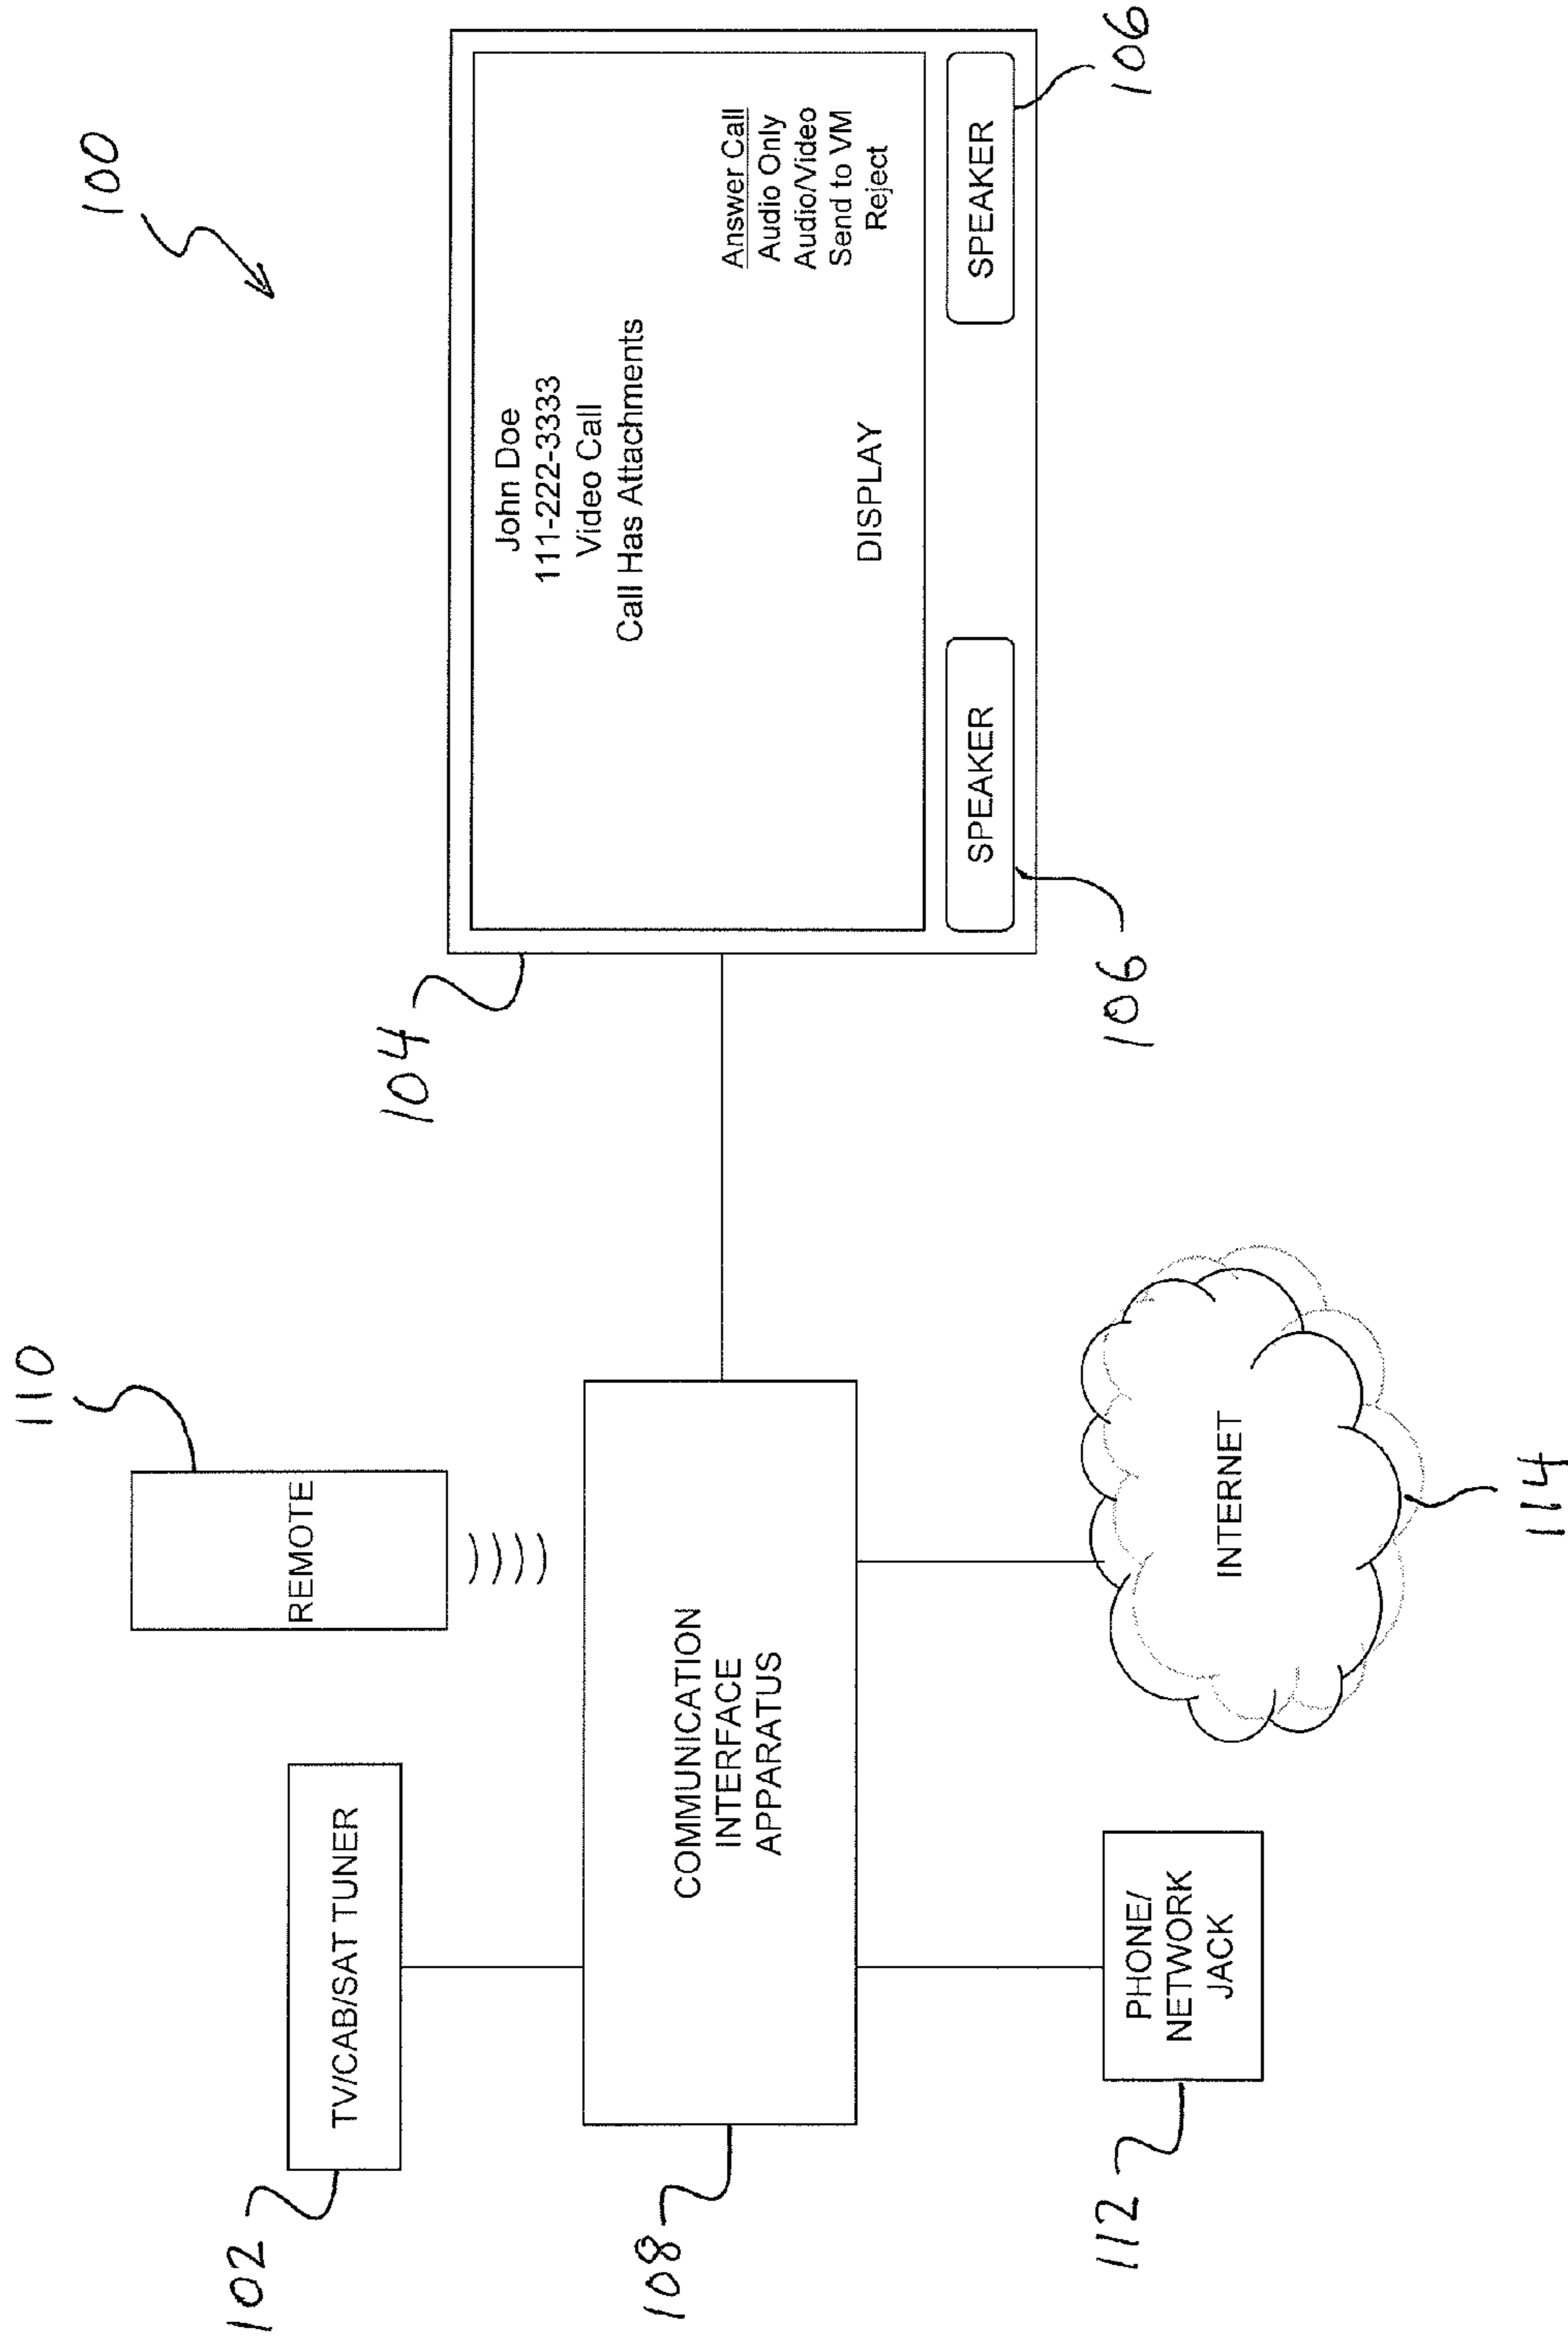 100
110
REMOTE
102
TV/CAB/SAT TUNER
104
John Doe
111-222-3333
Video Call
Call Has Attachments
Answer Call
Audio Only
Audio/Video
Send to VM
Reject
DISPLAY
SPEAKER
SPEAKER
106
106
108
COMMUNICATION
INTERFACE
APPARATUS
112
PHONE/
NETWORK
JACK
INTERNET
114